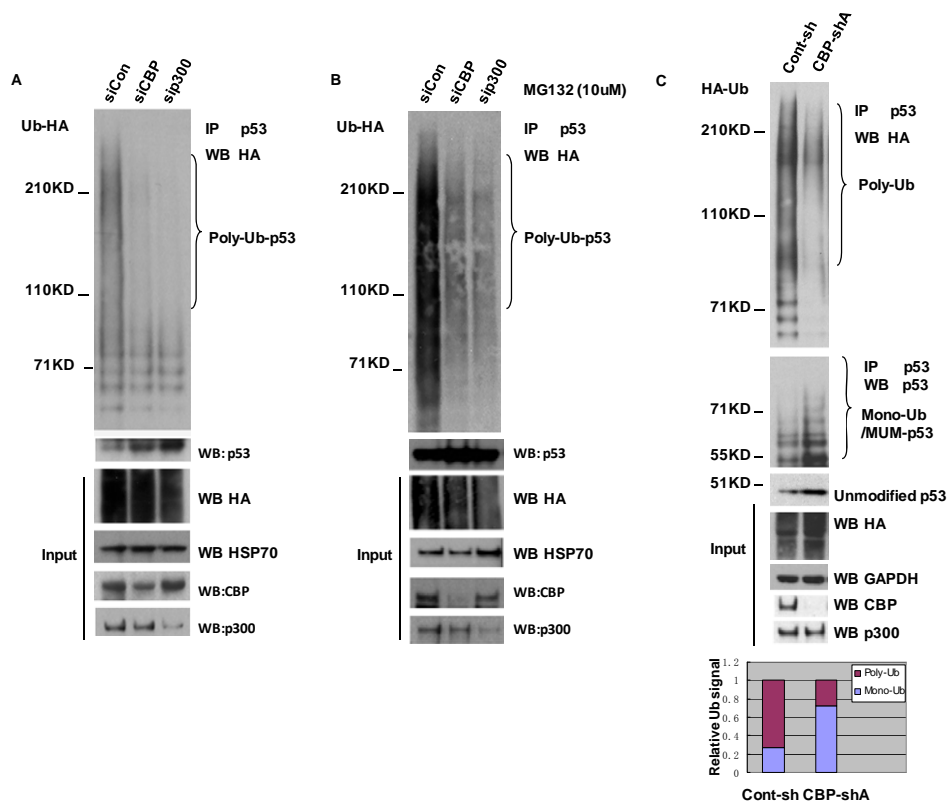 A
siCon
siCBP
sip300
Ub-HA
IP p53
WB HA
210KD
Poly-Ub-p53
110KD
71KD
WB: p53
WB HA
Input
WB HSP70
WB:CBP
WB:p300
B
siCon
siCBP
sip300
MG132 (10uM)
Ub-HA
IP p53
WB HA
210KD
Poly-Ub-p53
110KD
71KD
WB: p53
WB HA
Input
WB HSP70
WB:CBP
WB:p300
C
Cont-sh
CBP-shA
HA-Ub
IP p53
WB HA
210KD
Poly-Ub
110KD
71KD
IP p53
WB p53
71KD
Mono-Ub
/MUM-p53
55KD
51KD
Unmodified p53
WB HA
Input
WB GAPDH
WB CBP
WB p300
Relative Ub signal
1.2
1
0.8
0.6
0.4
0.2
0
Poly-Ub
Mono-Ub
Cont-sh CBP-shA